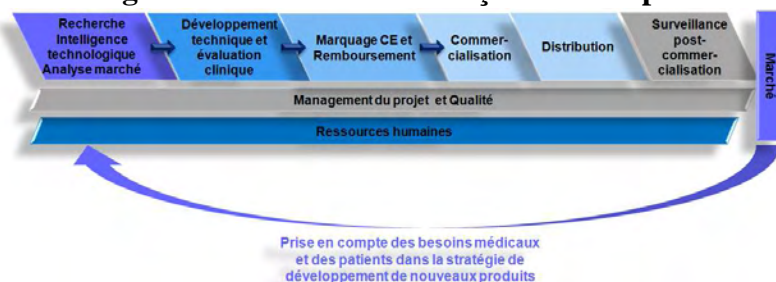 Recherche
Intelligence
technologique
Analyse marché
Développement
technique et
évaluation
clinique
Marquage CE et
Remboursement
Commer-
cialisation
Distribution
Surveillance
post-
commer-
cialisation
Marché
Management du projet et Qualité
Ressources humaines
Prise en compte des besoins médicaux
et des patients dans la stratégie de
développement de nouveaux produits